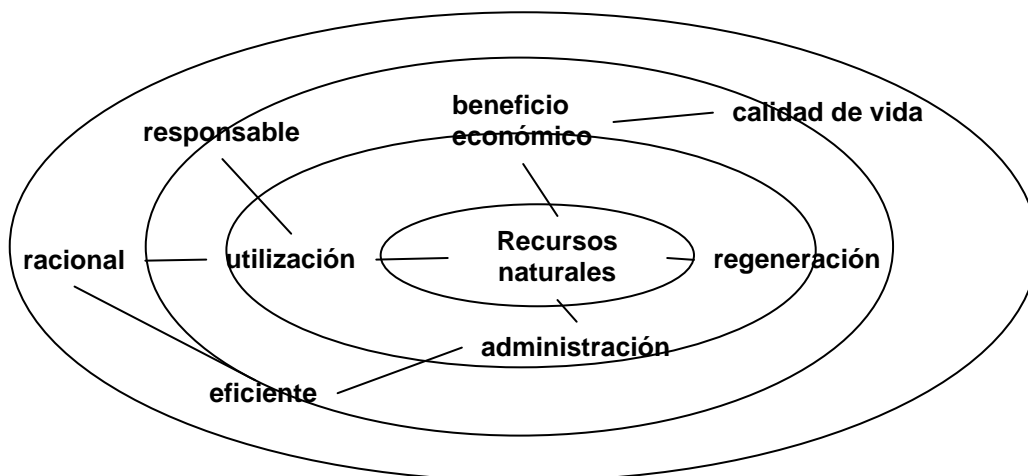 beneficio
económico
calidad de vida
responsable
racional
utilización
Recursos
naturales
regeneración
administración
eficiente